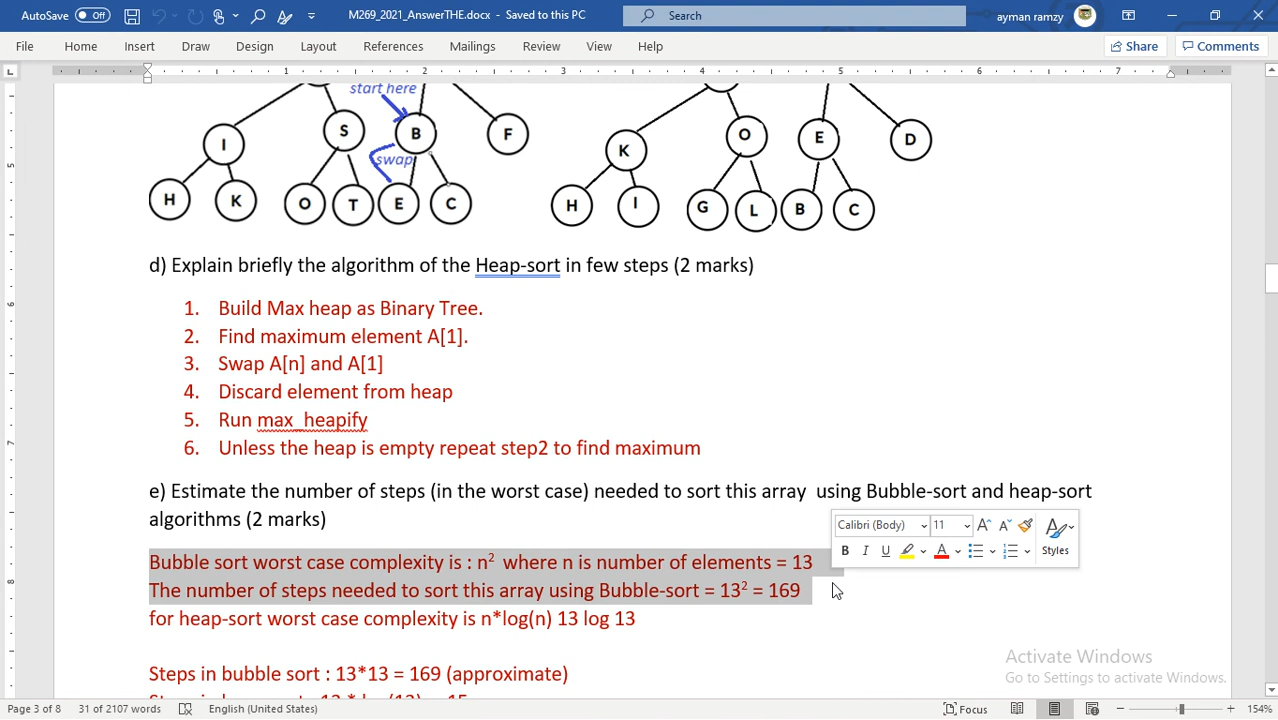 AutoSave Off M269_2021_AnswerTHE.docx - Saved to this PC Search ayman ramzy
File Home Insert Draw Design Layout References Mailings Review View Help Share Comments
1 2 3 4 5 6 7
start here
I S B F K O E D
swap
H K O T E C H I G L B C
d) Explain briefly the algorithm of the Heap-sort in few steps (2 marks)
1. Build Max heap as Binary Tree.
2. Find maximum element A[1].
3. Swap A[n] and A[1]
4. Discard element from heap
5. Run max_heapify
6. Unless the heap is empty repeat step2 to find maximum
e) Estimate the number of steps (in the worst case) needed to sort this array using Bubble-sort and heap-sort
algorithms (2 marks)
Calibri (Body) 11
B I U Styles
Bubble sort worst case complexity is : n² where n is number of elements = 13
The number of steps needed to sort this array using Bubble-sort = 13² = 169
for heap-sort worst case complexity is n*log(n) 13 log 13
Steps in bubble sort : 13*13 = 169 (approximate)
Activate Windows
Go to Settings to activate Windows.
Page 3 of 8 31 of 2107 words English (United States) Focus 154%